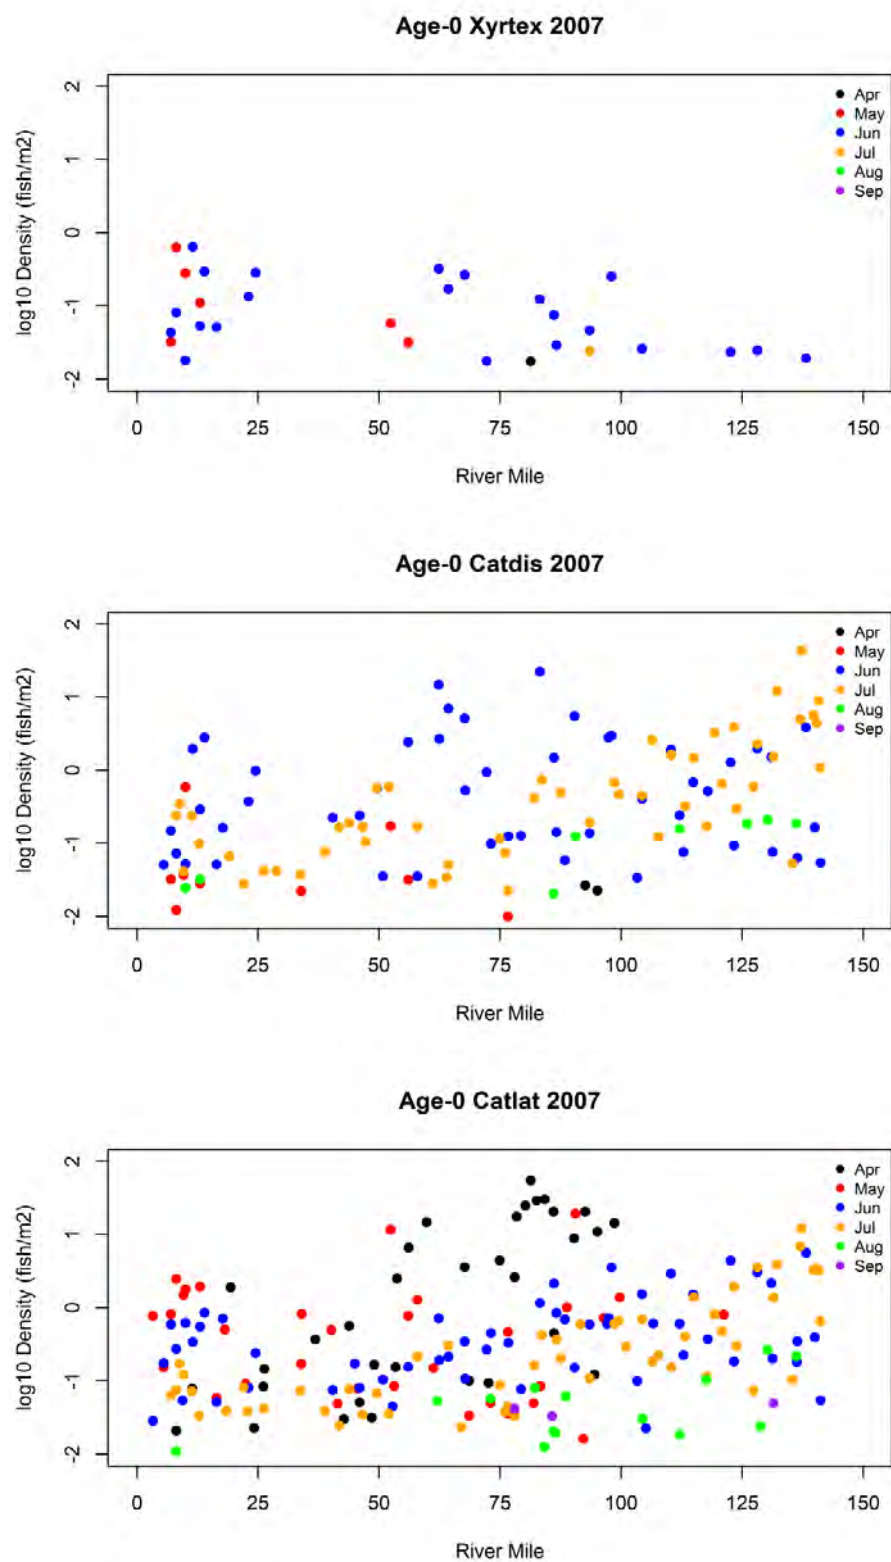 Age-0 Xyrtex 2007
log10 Density (fish/m2)
2
1
0
-1
-2
Apr
May
Jun
Jul
Aug
Sep
0 25 50 75 100 125 150
River Mile
Age-0 Catdis 2007
log10 Density (fish/m2)
2
1
0
-1
-2
Apr
May
Jun
Jul
Aug
Sep
0 25 50 75 100 125 150
River Mile
Age-0 Catlat 2007
log10 Density (fish/m2)
2
1
0
-1
-2
Apr
May
Jun
Jul
Aug
Sep
0 25 50 75 100 125 150
River Mile